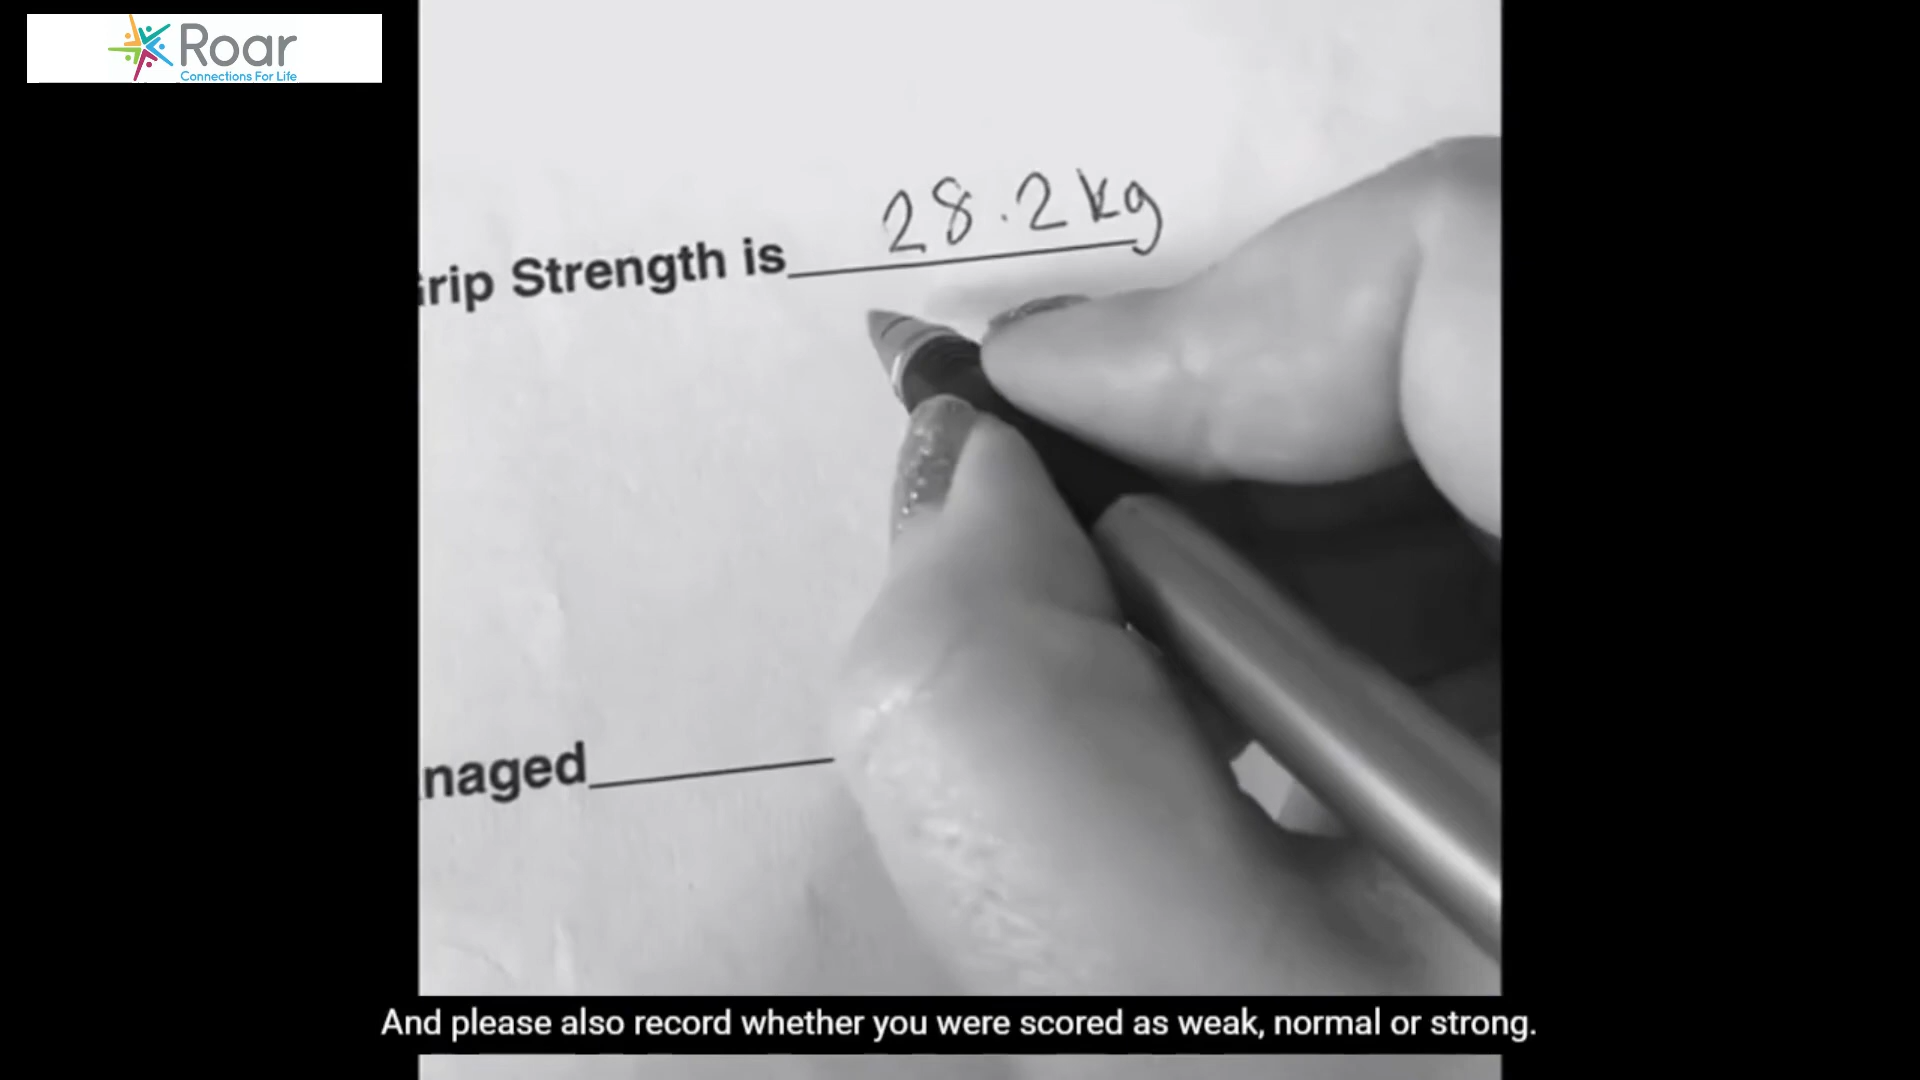 Roar
Connections For Life
rip Strength is 28.2kg
naged
And please also record whether you were scored as weak, normal or strong.